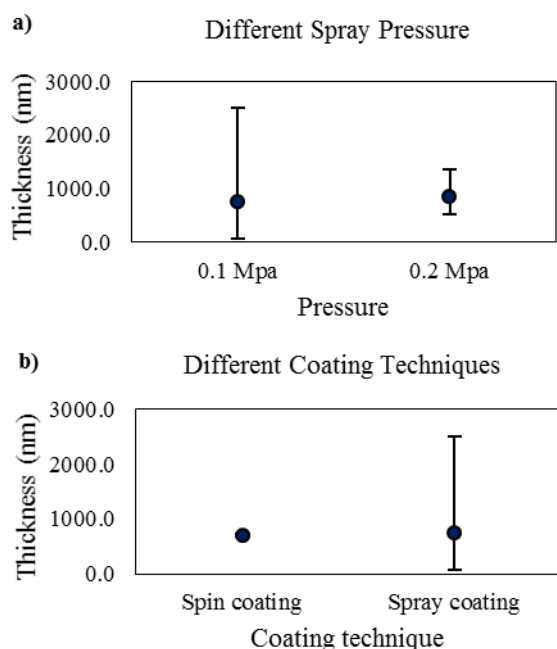 a)
Different Spray Pressure
Thickness (nm)
3000.0
2000.0
1000.0
0.0
0.1 Mpa 0.2 Mpa
Pressure
b)
Different Coating Techniques
Thickness (nm)
3000.0
2000.0
1000.0
0.0
Spin coating Spray coating
Coating technique